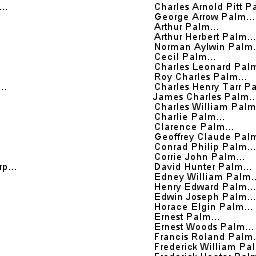 ...
Charles Arnold Pitt Pa
George Arrow Palm...
Arthur Palm...
Arthur Herbert Palm...
Norman Aylwin Palm.
Cecil Palm...
Charles Leonard Palm
Roy Charles Palm...
... Charles Henry Tarr Pa
James Charles Palm...
Charles William Palm
Charlie Palm...
Clarence Palm...
Geoffrey Claude Palm
Conrad Philip Palm...
Corrie John Palm...
rp... David Hunter Palm...
Edney William Palm...
Henry Edward Palm...
Edwin Joseph Palm...
Horace Elgin Palm...
Ernest Palm...
Ernest Woods Palm...
Francis Roland Palm..
Frederick William Pal